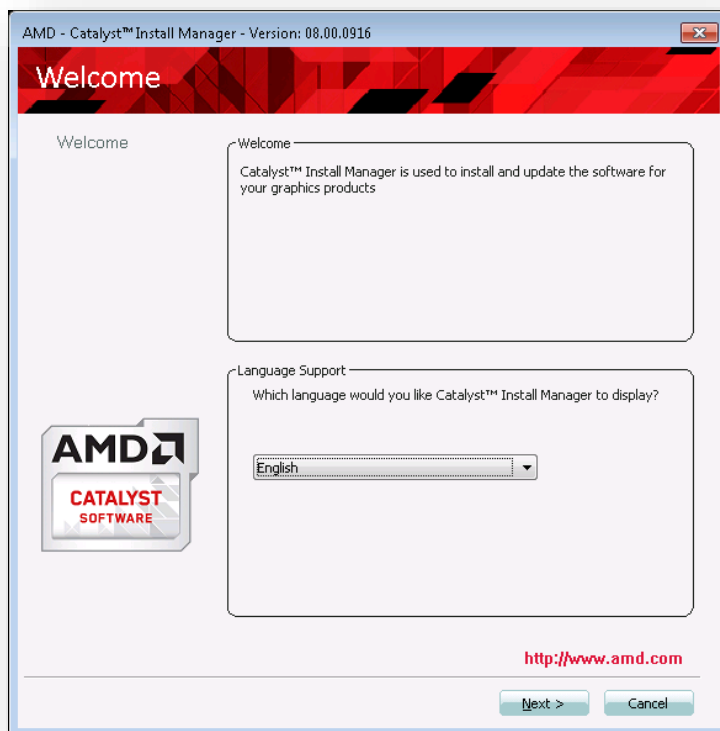 AMD - Catalyst™ Install Manager - Version: 08.00.0916
Welcome
Welcome
Welcome
Catalyst™ Install Manager is used to install and update the software for
your graphics products
Language Support
Which language would you like Catalyst™ Install Manager to display?
English
AMD
CATALYST
SOFTWARE
http://www.amd.com
Next >
Cancel